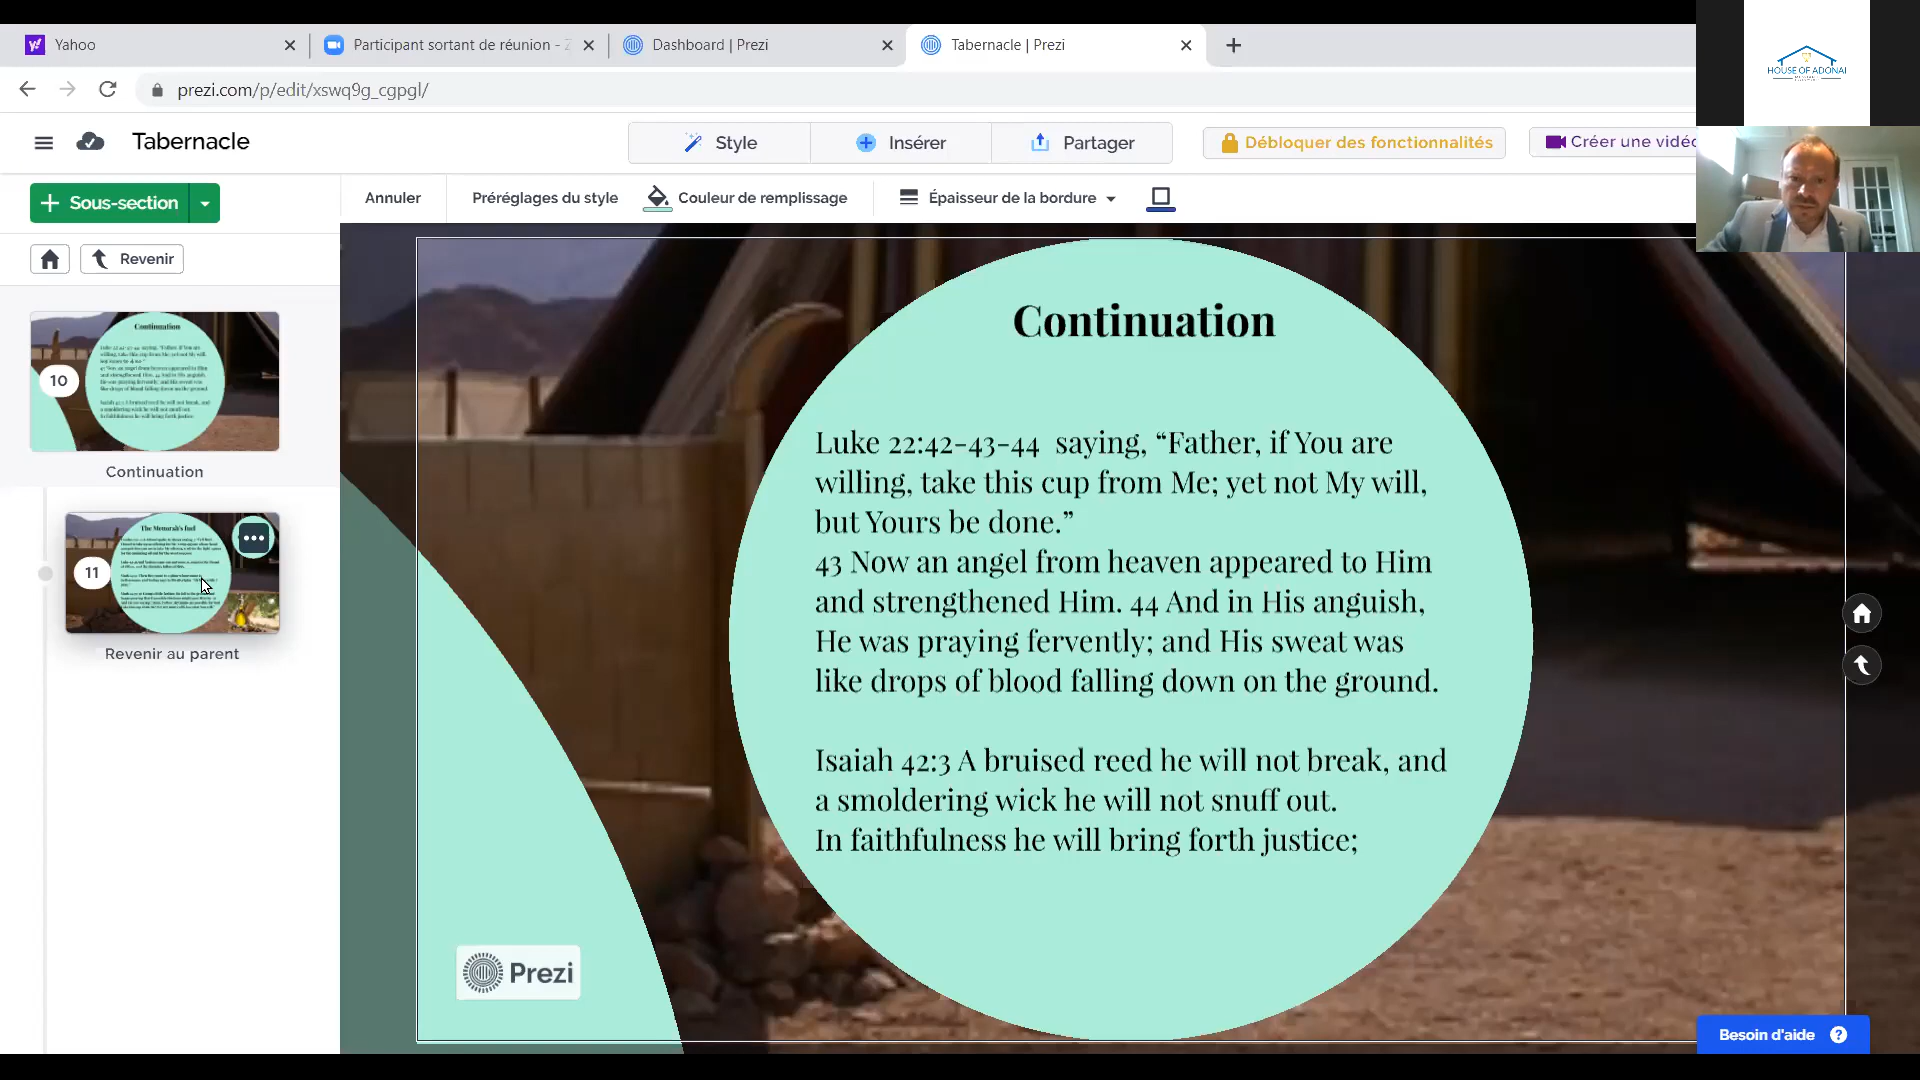 Yahoo
Participant sortant de réunion - Z
Dashboard | Prezi
Tabernacle | Prezi
prezi.com/p/edit/xswq9g_cgpgl/
HOUSE OF ADONAI
Tabernacle
Style
Insérer
Partager
Débloquer des fonctionnalités
Créer une vidéo
Sous-section
Annuler
Préréglages du style
Couleur de remplissage
Épaisseur de la bordure
Revenir
10
Continuation
Continuation
The Menorah's fuel
11
Revenir au parent
Continuation
Luke 22:42-43-44 saying, “Father, if You are
willing, take this cup from Me; yet not My will,
but Yours be done.”
43 Now an angel from heaven appeared to Him
and strengthened Him. 44 And in His anguish,
He was praying fervently; and His sweat was
like drops of blood falling down on the ground.
Isaiah 42:3 A bruised reed he will not break, and
a smoldering wick he will not snuff out.
In faithfulness he will bring forth justice;
Prezi
Besoin d'aide